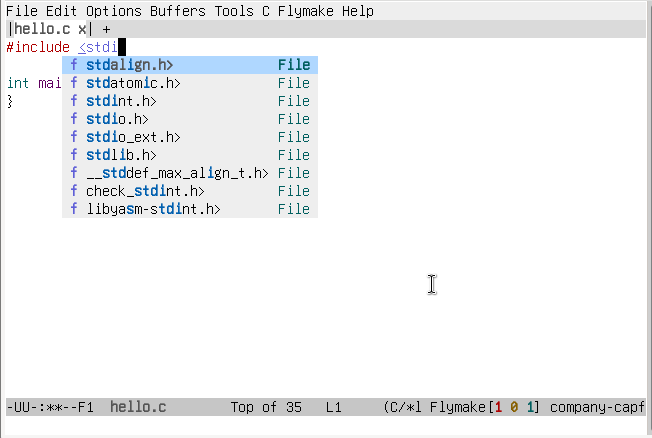 File Edit Options Buffers Tools C Flymake Help
|hello.c x| +
#include <stdi
f stdalign.h> File
int mai f stdatomic.h> File
} f stdint.h> File
f stdio.h> File
f stdio_ext.h> File
f stdlib.h> File
f __stddef_max_align_t.h> File
f check_stdint.h> File
f libyasm-stdint.h> File
-UU-:**--F1 hello.c Top of 35 L1 (C/*l Flymake[1 0 1] company-capf